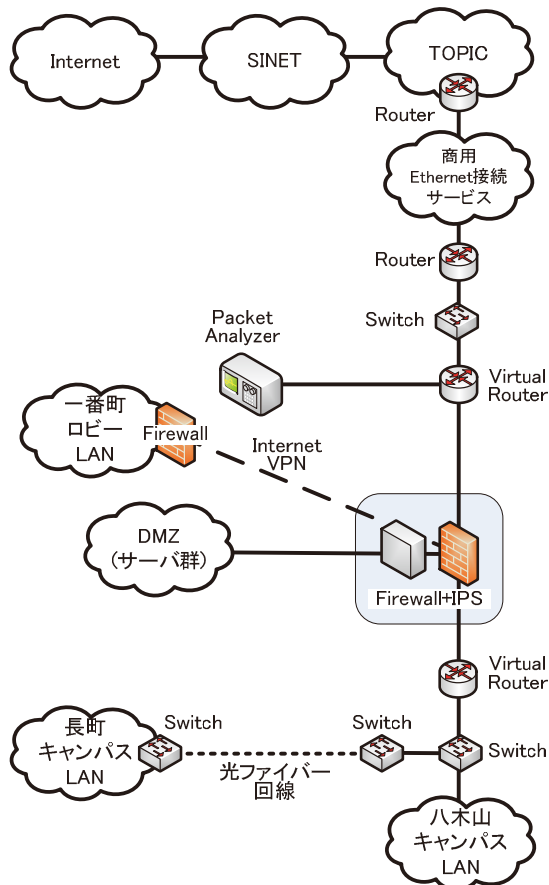 Internet
SINET
TOPIC
Router
商用
Ethernet接続
サービス
Router
Switch
Packet
Analyzer
Virtual
Router
一番町
ロビー
LAN
Firewall
Internet
VPN
DMZ
(サーバ群)
Firewall+IPS
Virtual
Router
長町
キャンパス
LAN
Switch
光ファイバー
回線
Switch
Switch
八木山
キャンパス
LAN